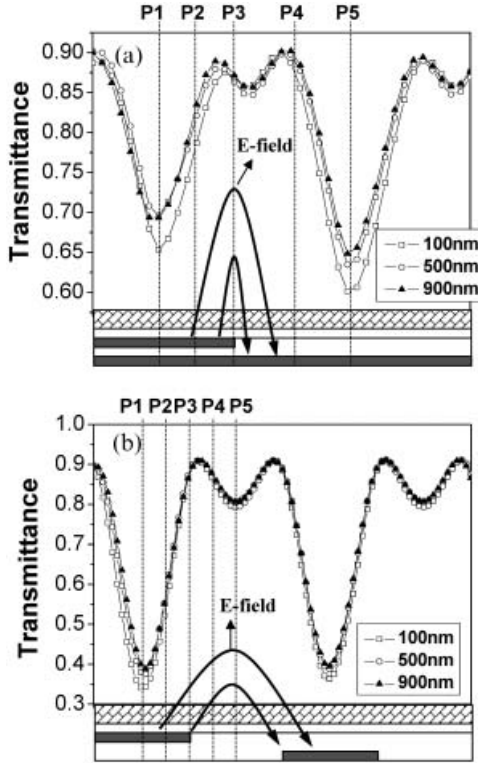 P1 P2 P3 P4 P5
(a)
0.90
0.85
0.80
0.75
0.70
0.65
0.60
Transmittance
E-field
100nm
500nm
900nm
P1 P2 P3 P4 P5
(b)
1.0
0.9
0.8
0.7
0.6
0.5
0.4
0.3
Transmittance
E-field
100nm
500nm
900nm